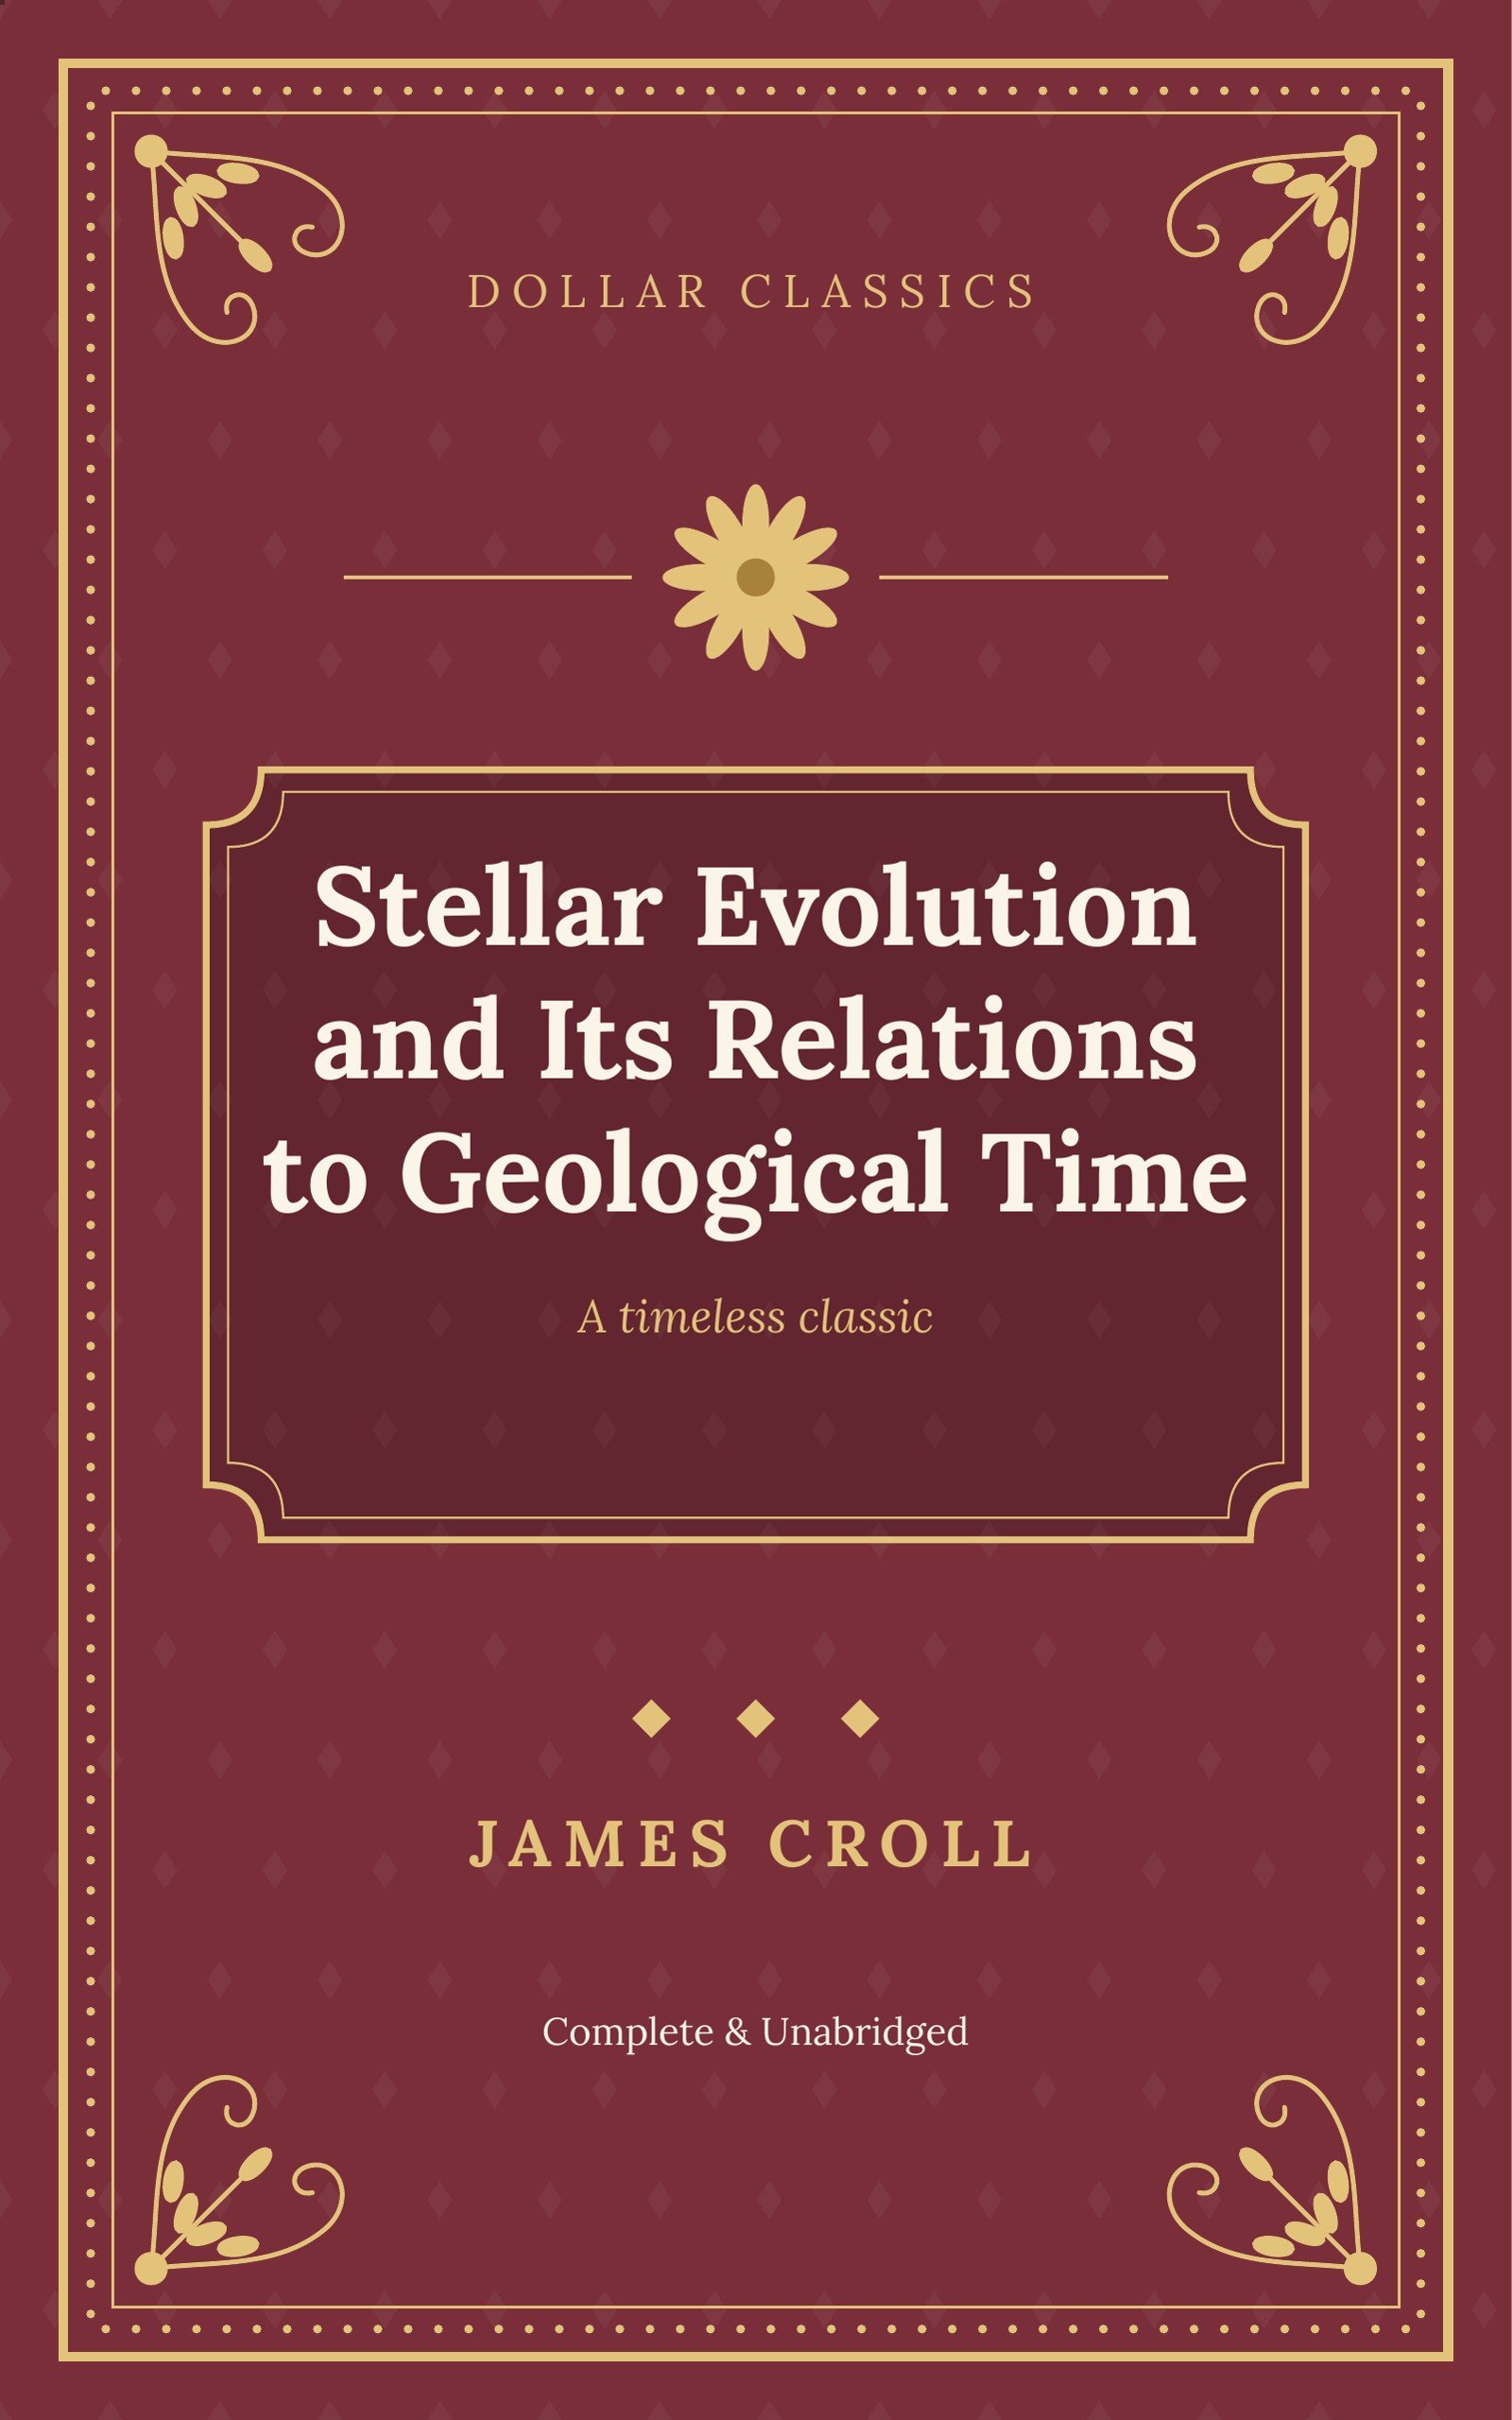 DOLLAR CLASSICS
Stellar Evolution
and Its Relations
to Geological Time
A timeless classic
JAMES CROLL
Complete & Unabridged